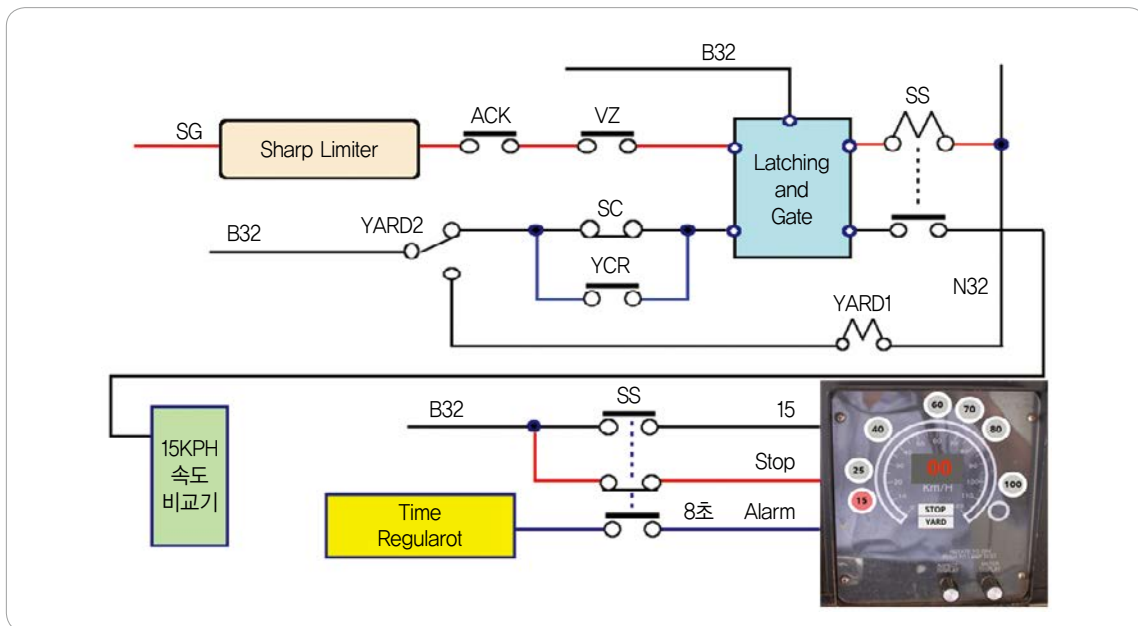 B32
SG
Sharp Limiter
ACK
VZ
SS
Latching
and
Gate
B32
YARD2
SC
YCR
YARD1
N32
15KPH
속도
비교기
B32
SS
15
Stop
8초
Alarm
Time
Regularot
60
70
40
80
25
100
15
00
Km/H
STOP
YARD